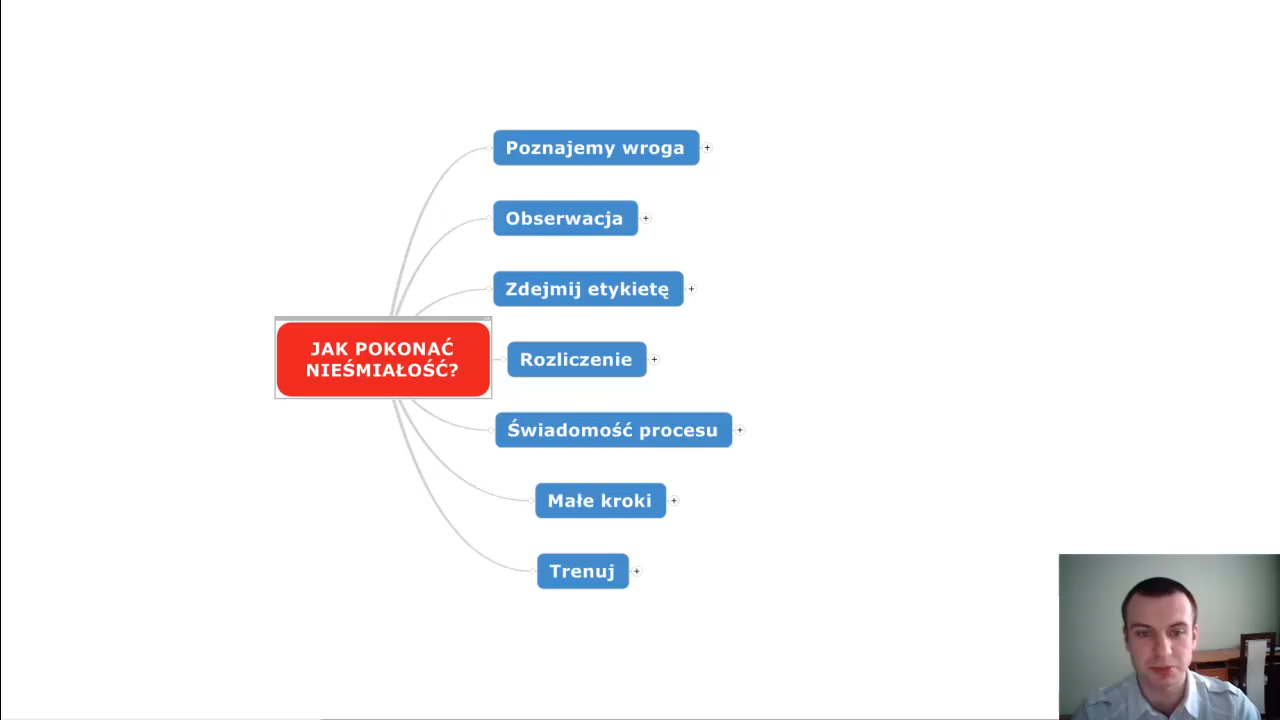 Poznajemy wroga
Obserwacja
Zdejmij etykietę
JAK POKONAĆ
NIEŚMIAŁOŚĆ?
Rozliczenie
Świadomość procesu
Małe kroki
Trenuj